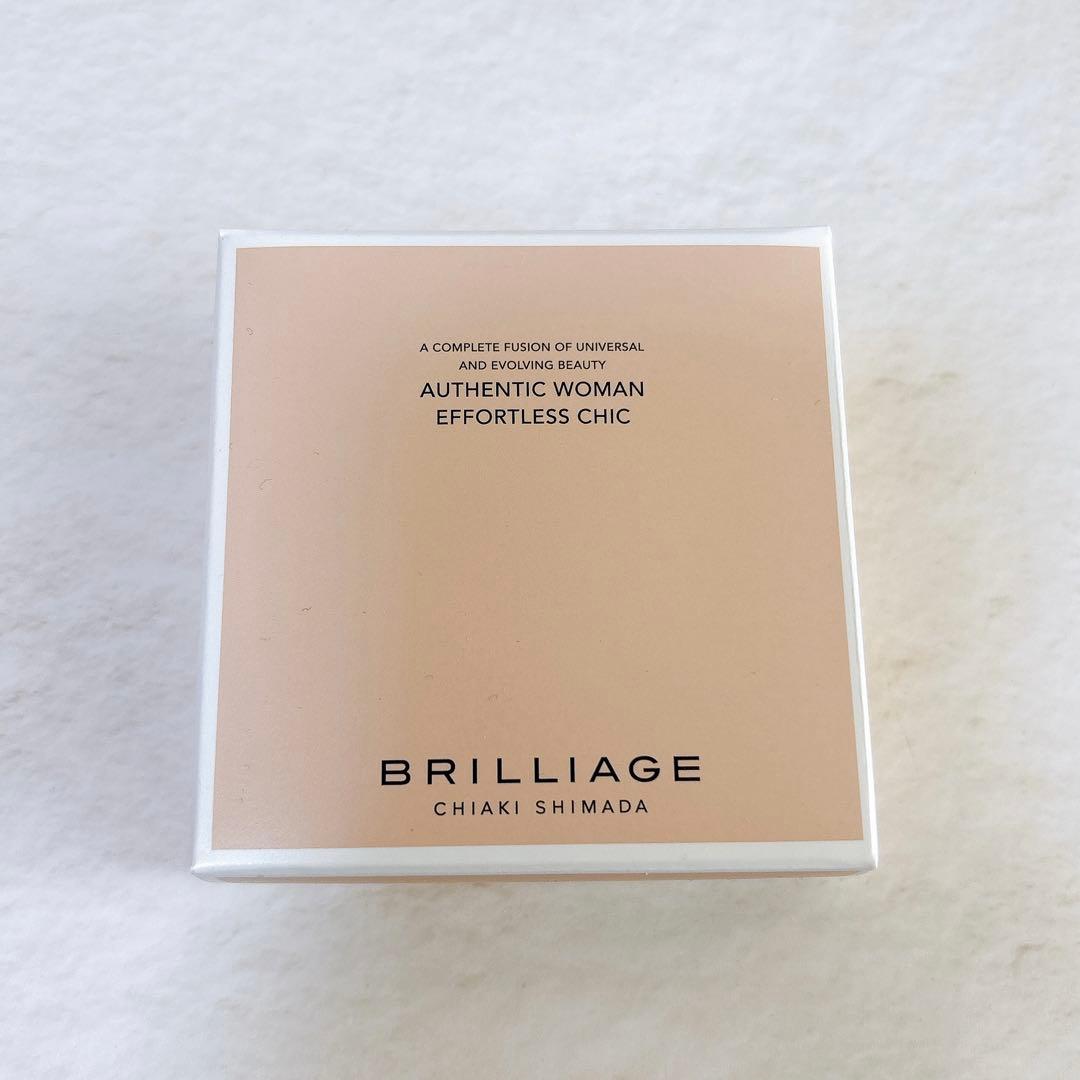 A COMPLETE FUSION OF UNIVERSAL
AND EVOLVING BEAUTY
AUTHENTIC WOMAN
EFFORTLESS CHIC
BRILLIAGE
CHIAKI SHIMADA